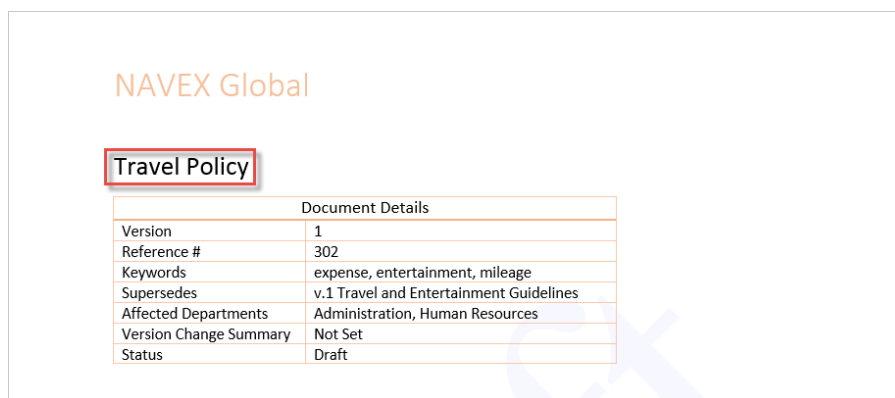 NAVEX Global
Travel Policy
Document Details
Version 1
Reference # 302
Keywords expense, entertainment, mileage
Supersedes v.1 Travel and Entertainment Guidelines
Affected Departments Administration, Human Resources
Version Change Summary Not Set
Status Draft